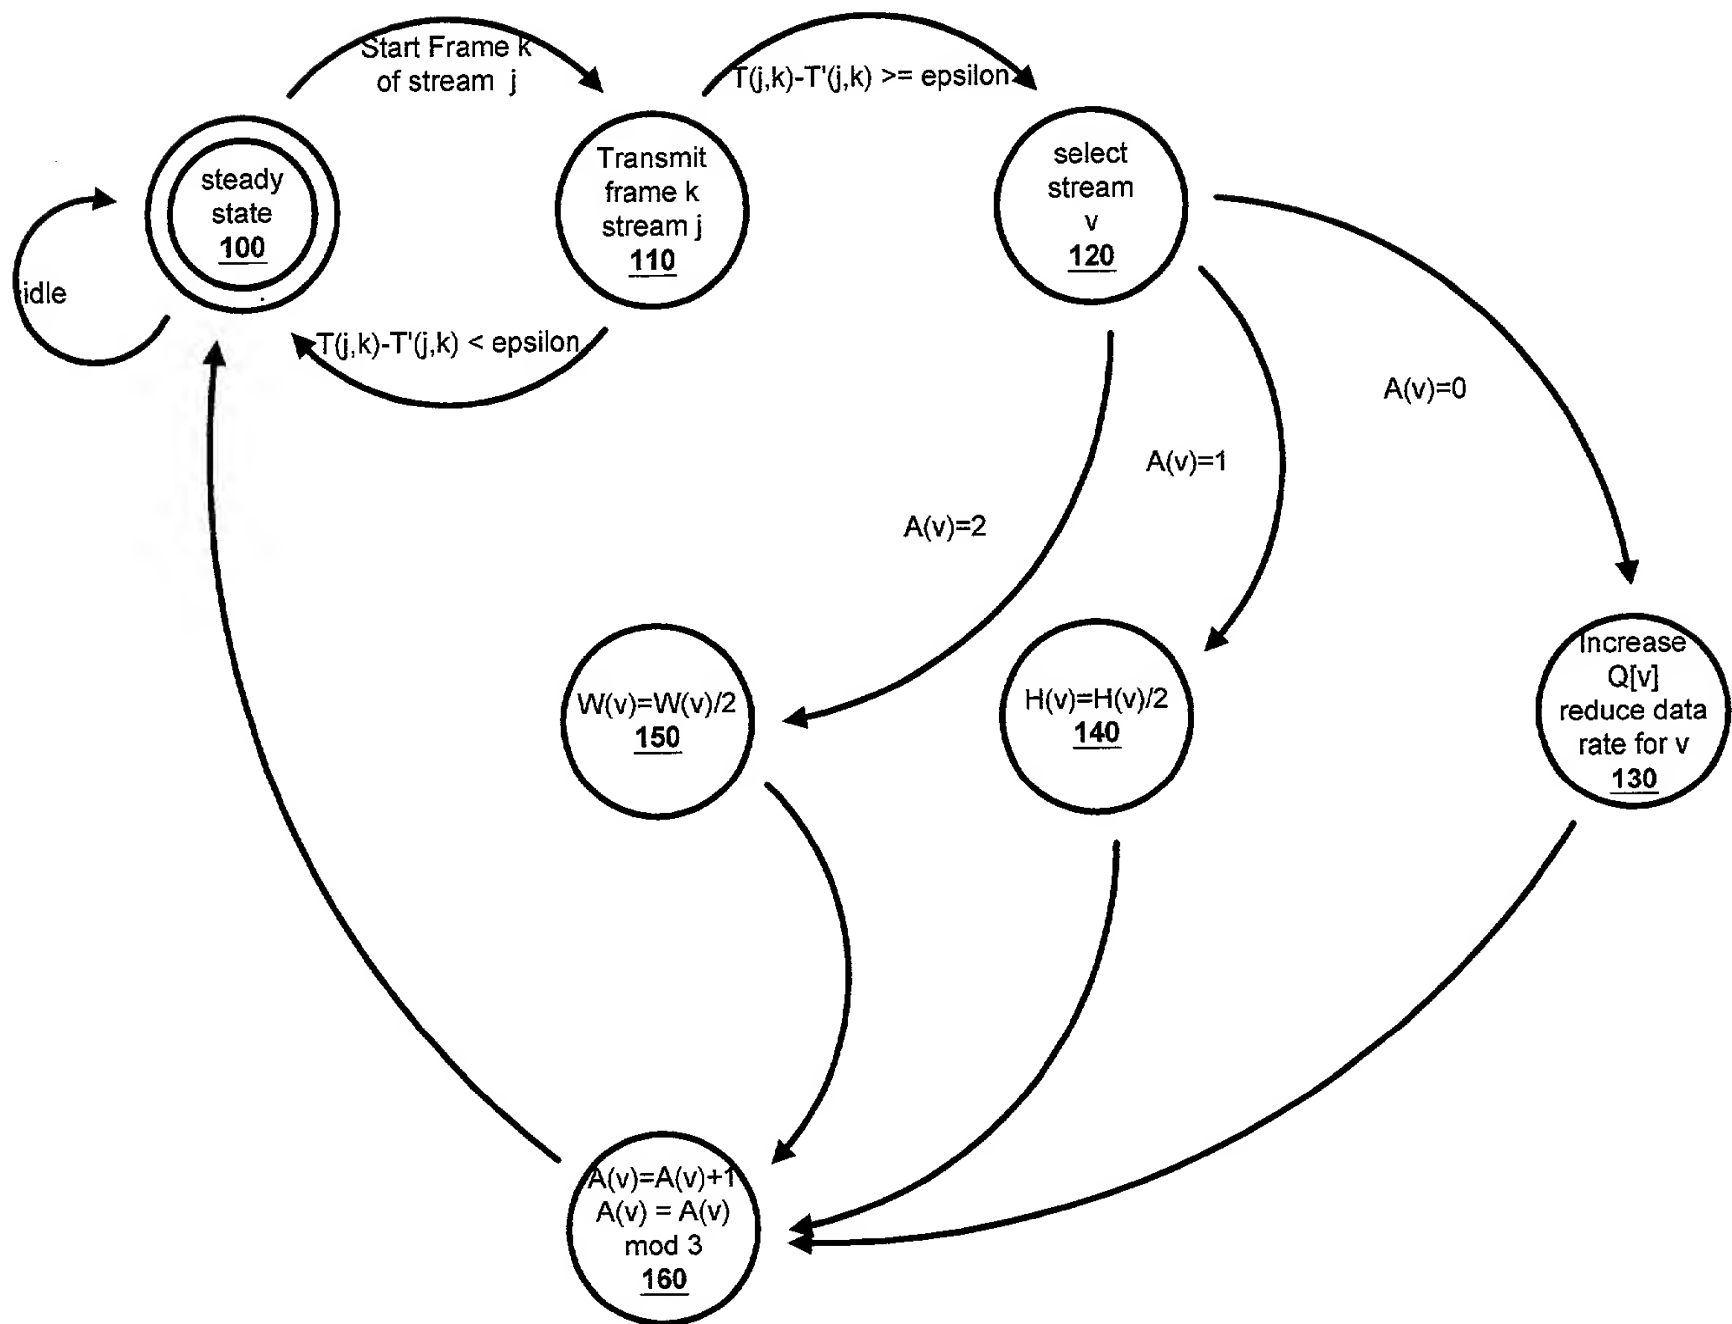 Start Frame k
of stream j
T(j,k)-T'(j,k) >= epsilon
steady
state
100
Transmit
frame k
stream j
110
select
stream
v
120
idle
T(j,k)-T'(j,k) < epsilon
A(v)=0
A(v)=1
A(v)=2
W(v)=W(v)/2
150
H(v)=H(v)/2
140
Increase
Q[v]
reduce data
rate for v
130
A(v)=A(v)+1
A(v) = A(v)
mod 3
160